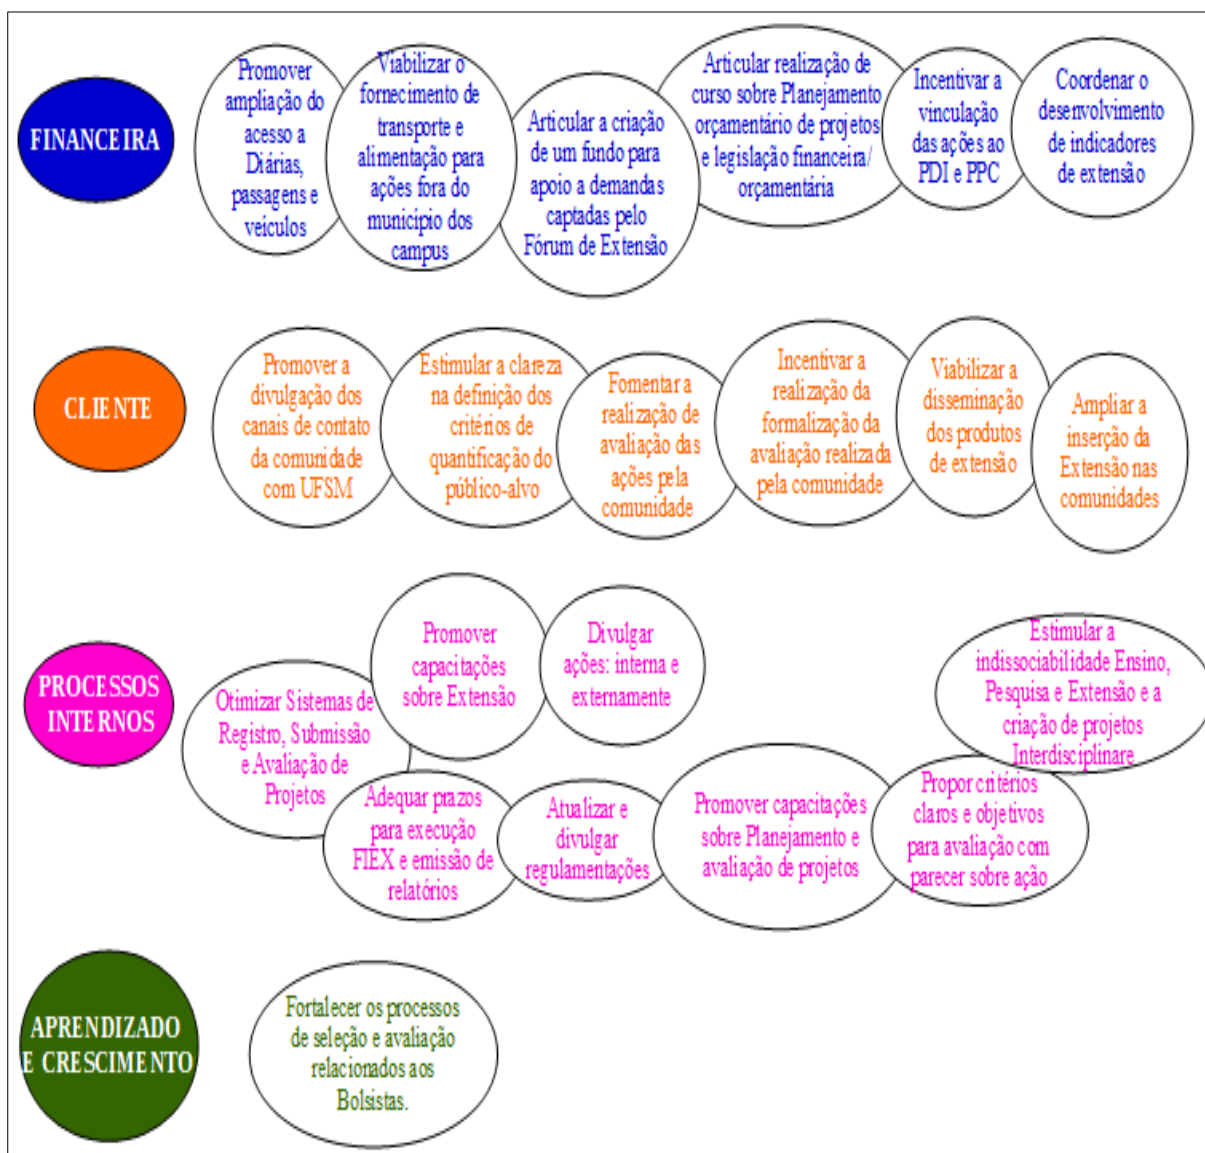 FINANCEIRA
Promover
ampliação do
acesso a
Diárias,
passagens e
veículos
Viabilizar o
fornecimento de
transporte e
alimentação para
ações fora do
município dos
campus
Articular a criação
de um fundo para
apoio a demandas
captadas pelo
Fórum de Extensão
Articular realização de
curso sobre Planejamento
orçamentário de projetos
e legislação financeira/
orçamentária
Incentivar a
vinculação
das ações ao
PDI e PPC
Coordenar o
desenvolvimento
de indicadores
de extensão
CLIENTE
Promover a
divulgação dos
canais de contato
da comunidade
com UFSM
Estimular a clareza
na definição dos
critérios de
quantificação do
público-alvo
Fomentar a
realização de
avaliação das
ações pela
comunidade
Incentivar a
realização da
formalização da
avaliação realizada
pela comunidade
Viabilizar a
disseminação
dos produtos
de extensão
Ampliar a
inserção da
Extensão nas
comunidades
PROCESSOS
INTERNOS
Otimizar Sistemas de
Registro, Submissão
e Avaliação de
Projetos
Promover
capacitações
sobre Extensão
Divulgar
ações: interna e
externamente
Adequar prazos
para execução
FIEX e emissão de
relatórios
Atualizar e
divulgar
regulamentações
Promover capacitações
sobre Planejamento e
avaliação de projetos
Propor critérios
claros e objetivos
para avaliação com
parecer sobre ação
Estimular a
indissociabilidade Ensino,
Pesquisa e Extensão e a
criação de projetos
Interdisciplinare
APRENDIZADO
E CRESCIMENTO
Fortalecer os processos
de seleção e avaliação
relacionados aos
Bolsistas.